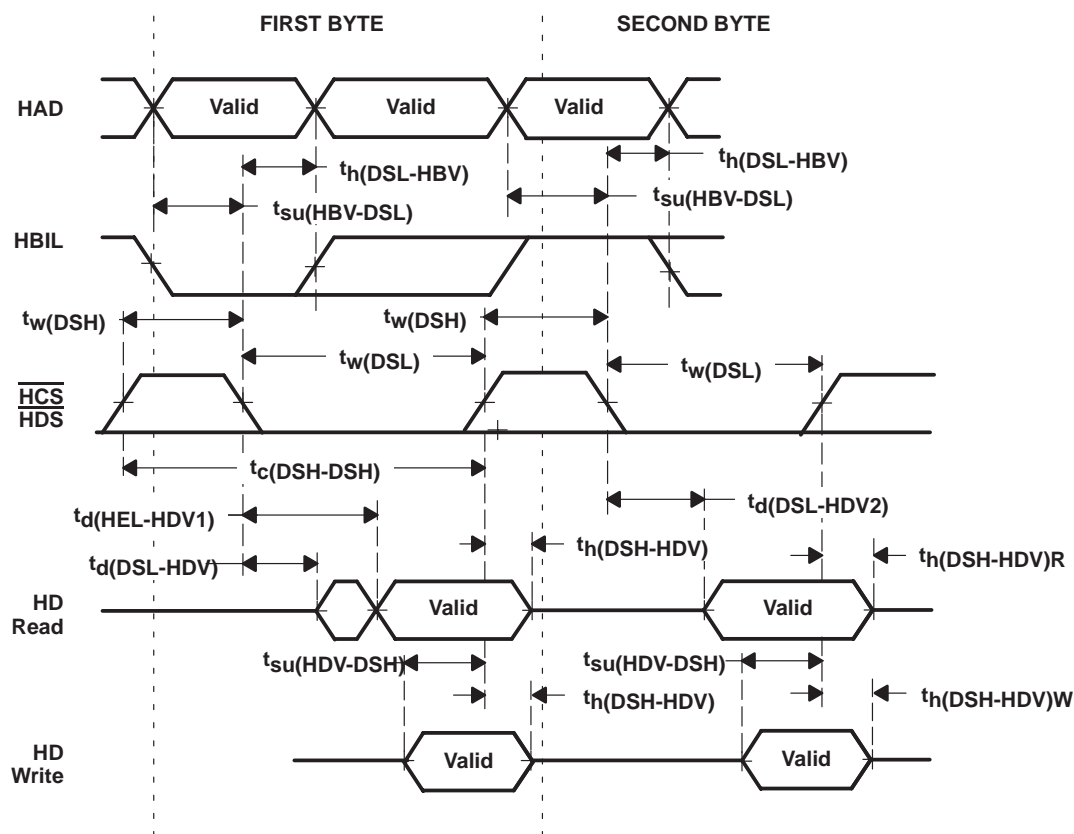 FIRST BYTE SECOND BYTE
HAD Valid Valid Valid
th(DSL-HBV) th(DSL-HBV)
tsu(HBV-DSL) tsu(HBV-DSL)
HBIL
tw(DSH) tw(DSH)
tw(DSL) tw(DSL)
HCS
HDS
tc(DSH-DSH)
td(HEL-HDV1) td(DSL-HDV2)
th(DSH-HDV) th(DSH-HDV)R
td(DSL-HDV)
HD
Read Valid Valid
tsu(HDV-DSH) tsu(HDV-DSH)
th(DSH-HDV) th(DSH-HDV)W
HD
Write Valid Valid